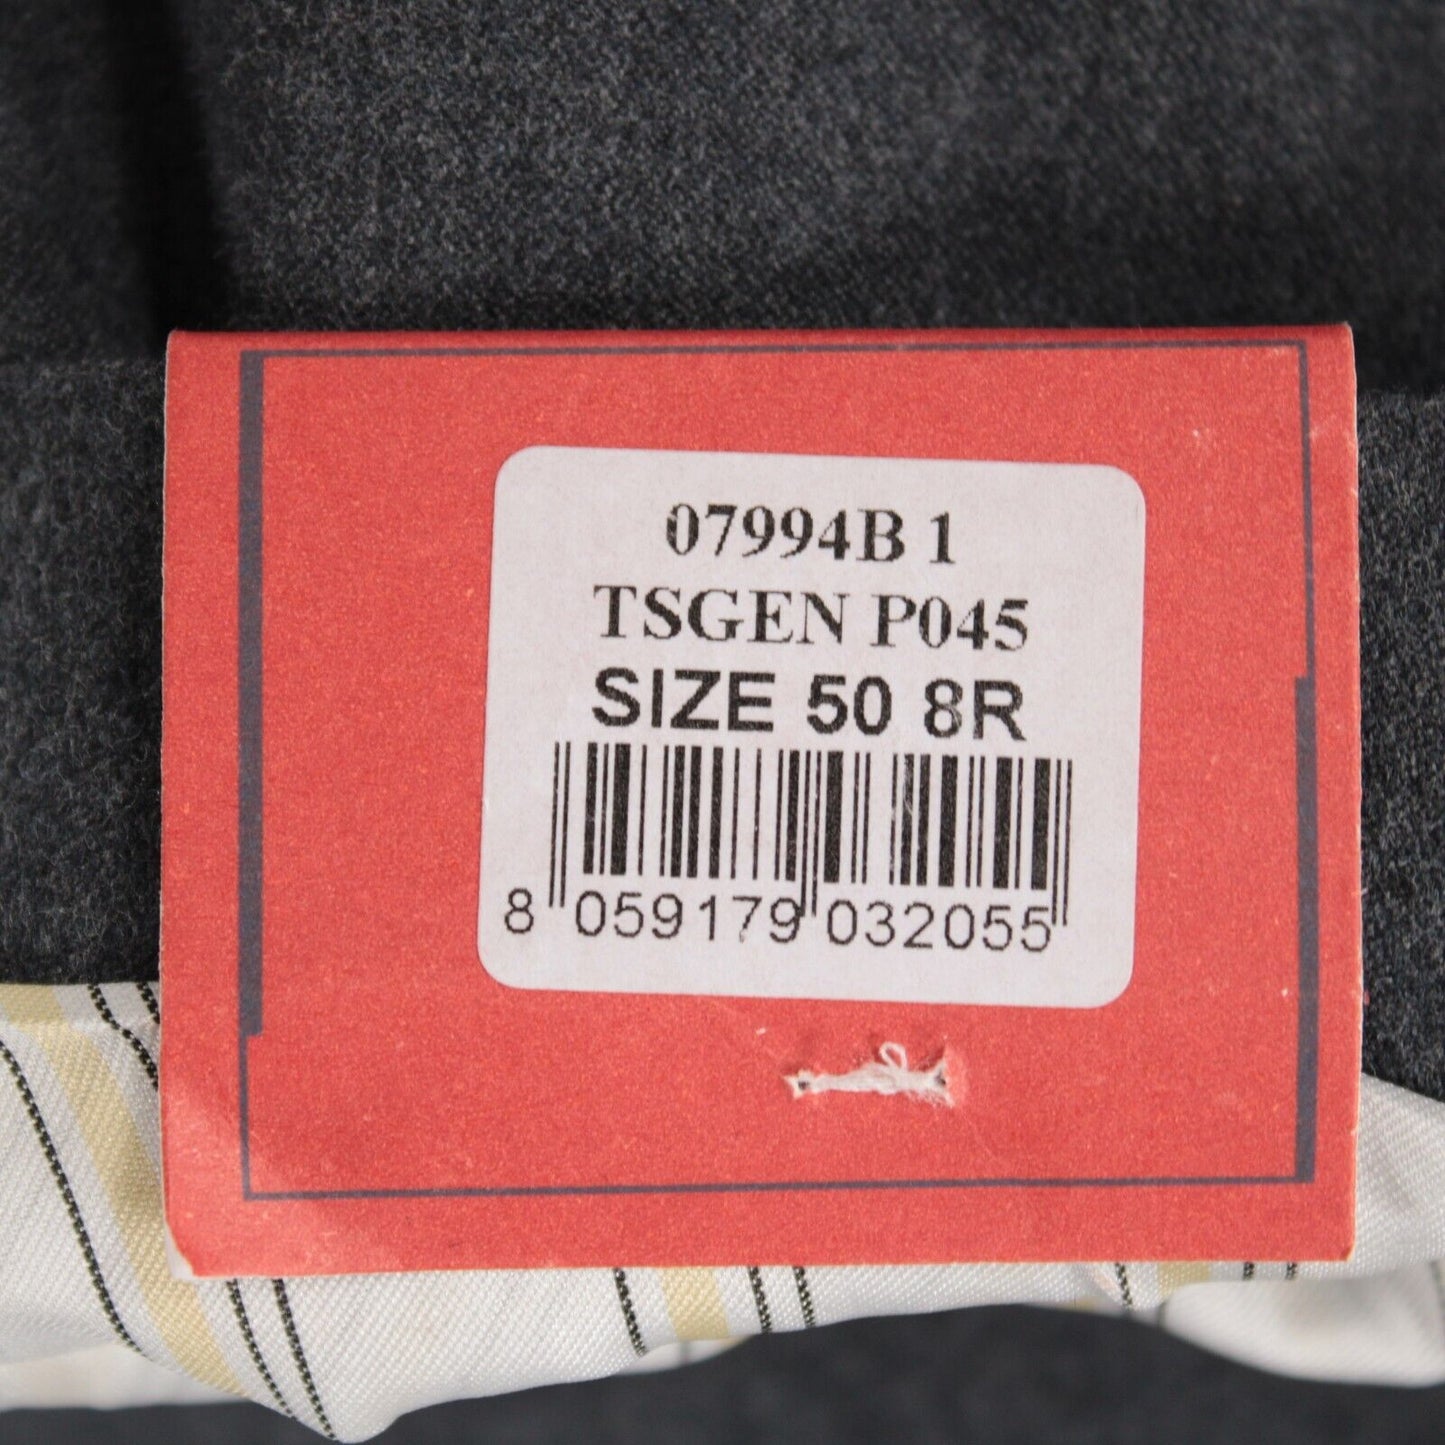 07994B 1
TSGEN P045
SIZE 50 8R
8 059179 032055